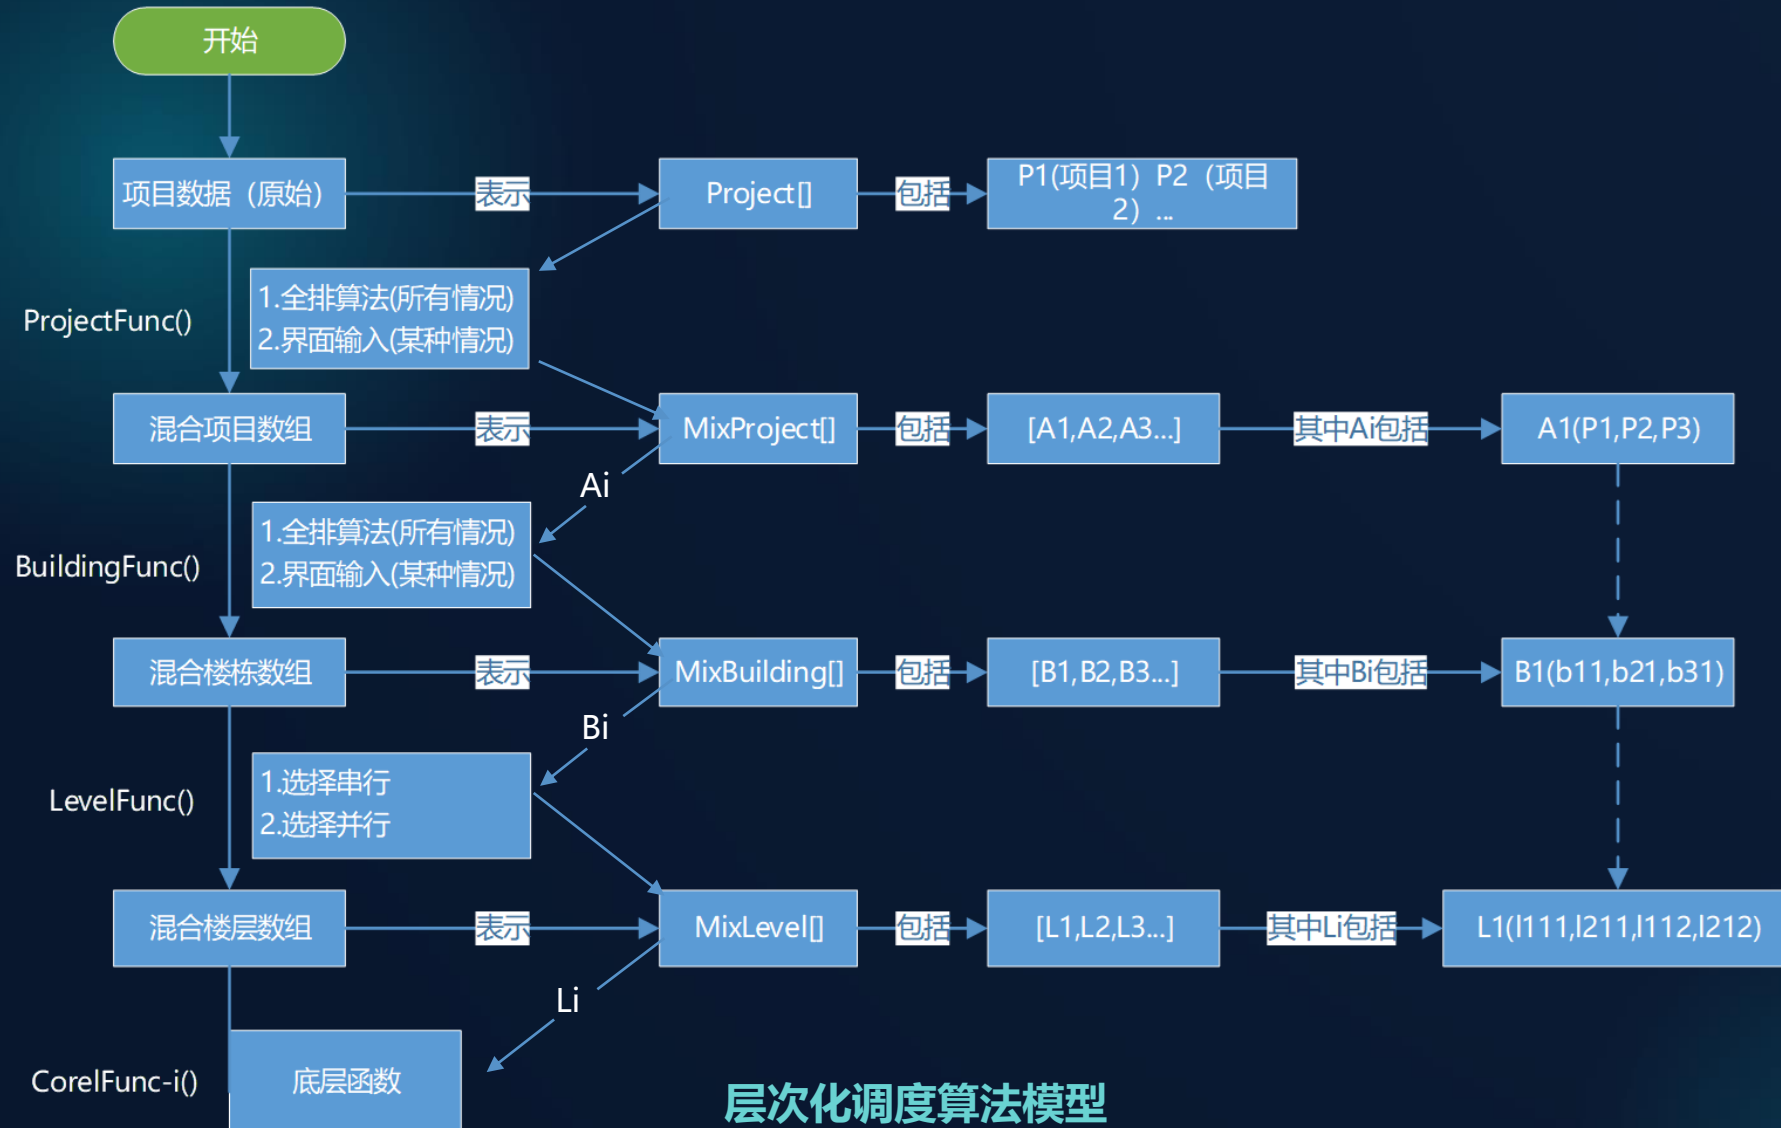 开始
项目数据（原始）
表示
Project[]
包括
P1(项目1）P2（项目
2）...
ProjectFunc()
1.全排算法(所有情况)
2.界面输入(某种情况)
混合项目数组
表示
MixProject[]
包括
[A1,A2,A3...]
其中Ai包括
A1(P1,P2,P3)
Ai
BuildingFunc()
1.全排算法(所有情况)
2.界面输入(某种情况)
混合楼栋数组
表示
MixBuilding[]
包括
[B1,B2,B3...]
其中Bi包括
B1(b11,b21,b31)
Bi
LevelFunc()
1.选择串行
2.选择并行
混合楼层数组
表示
MixLevel[]
包括
[L1,L2,L3...]
其中Li包括
L1(l111,l211,l112,l212)
Li
CorelFunc-i()
底层函数
层次化调度算法模型